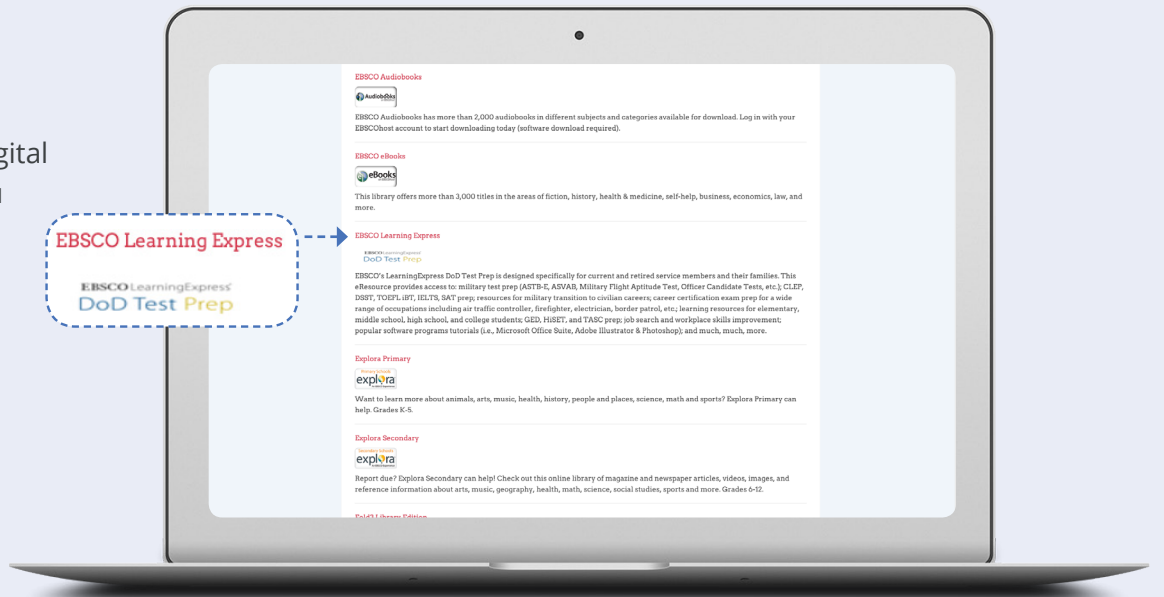 gital
EBSCO Learning Express
EBSCO LearningExpress
DoD Test Prep
EBSCO Audiobooks
Audiobooks
EBSCO Audiobooks has more than 2,000 audiobooks in different subjects and categories available for download. Log in with your
EBSCOhost account to start downloading today (software download required).
EBSCO eBooks
eBooks
This library offers more than 3,000 titles in the areas of fiction, history, health & medicine, self-help, business, economics, law, and
more.
EBSCO Learning Express
EBSCO LearningExpress
DoD Test Prep
EBSCO's LearningExpress DoD Test Prep is designed specifically for current and retired service members and their families. This
eResource provides access to: military test prep (ASTB-E, ASVAB, Military Flight Aptitude Test, Officer Candidate Tests, etc.); CLEP,
DSST, TOEFL iBT, IELTS, SAT prep; resources for military transition to civilian careers; career certification exam prep for a wide
range of occupations including air traffic controller, firefighter, electrician, border patrol, etc.; learning resources for elementary,
middle school, high school, and college students; GED, HiSET, and TASC prep; job search and workplace skills improvement;
popular software programs tutorials (i.e., Microsoft Office Suite, Adobe Illustrator & Photoshop); and much, much, more.
Explora Primary
Primary Schools
explora
Want to learn more about animals, arts, music, health, history, people and places, science, math and sports? Explora Primary can
help. Grades K-5.
Explora Secondary
Secondary Schools
explora
Report due? Explora Secondary can help! Check out this online library of magazine and newspaper articles, videos, images, and
reference information about arts, music, geography, health, math, science, social studies, sports and more. Grades 6-12.
Fold3 Library Edition